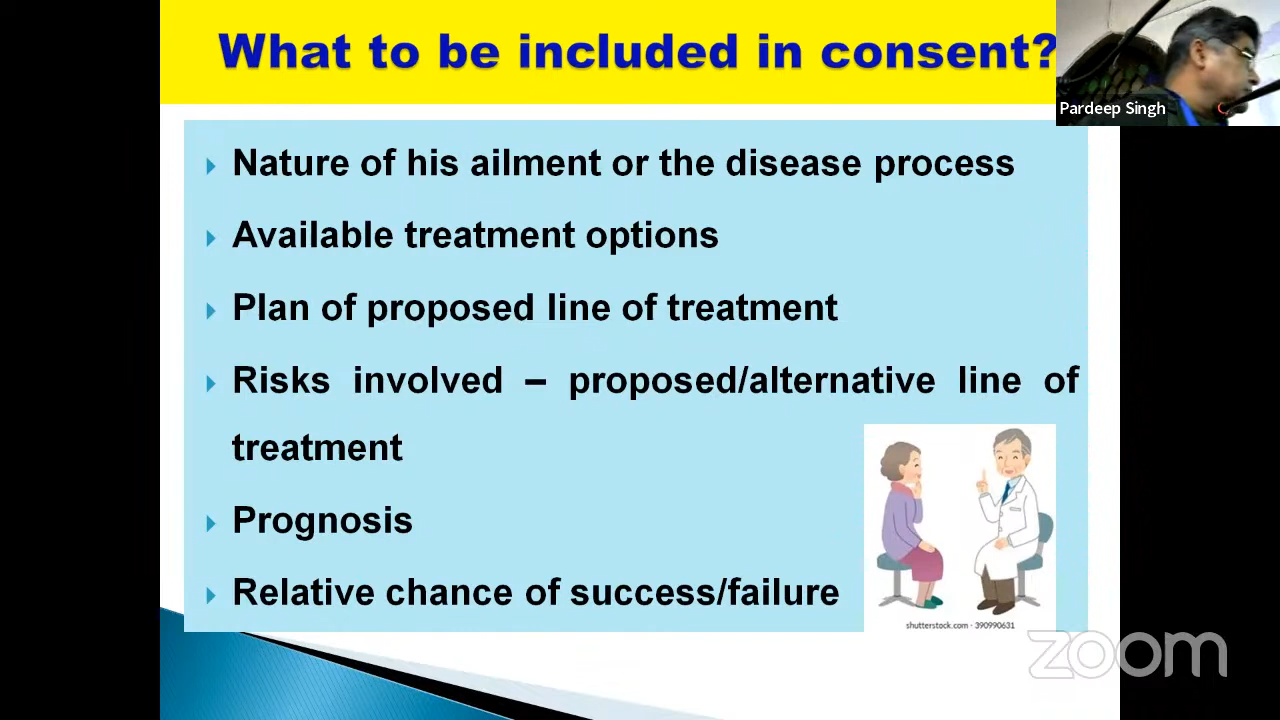 What to be included in consent?
Pardeep Singh
Nature of his ailment or the disease process
Available treatment options
Plan of proposed line of treatment
Risks involved – proposed/alternative line of
treatment
Prognosis
Relative chance of success/failure
shutterstock.com · 390990631
zoom